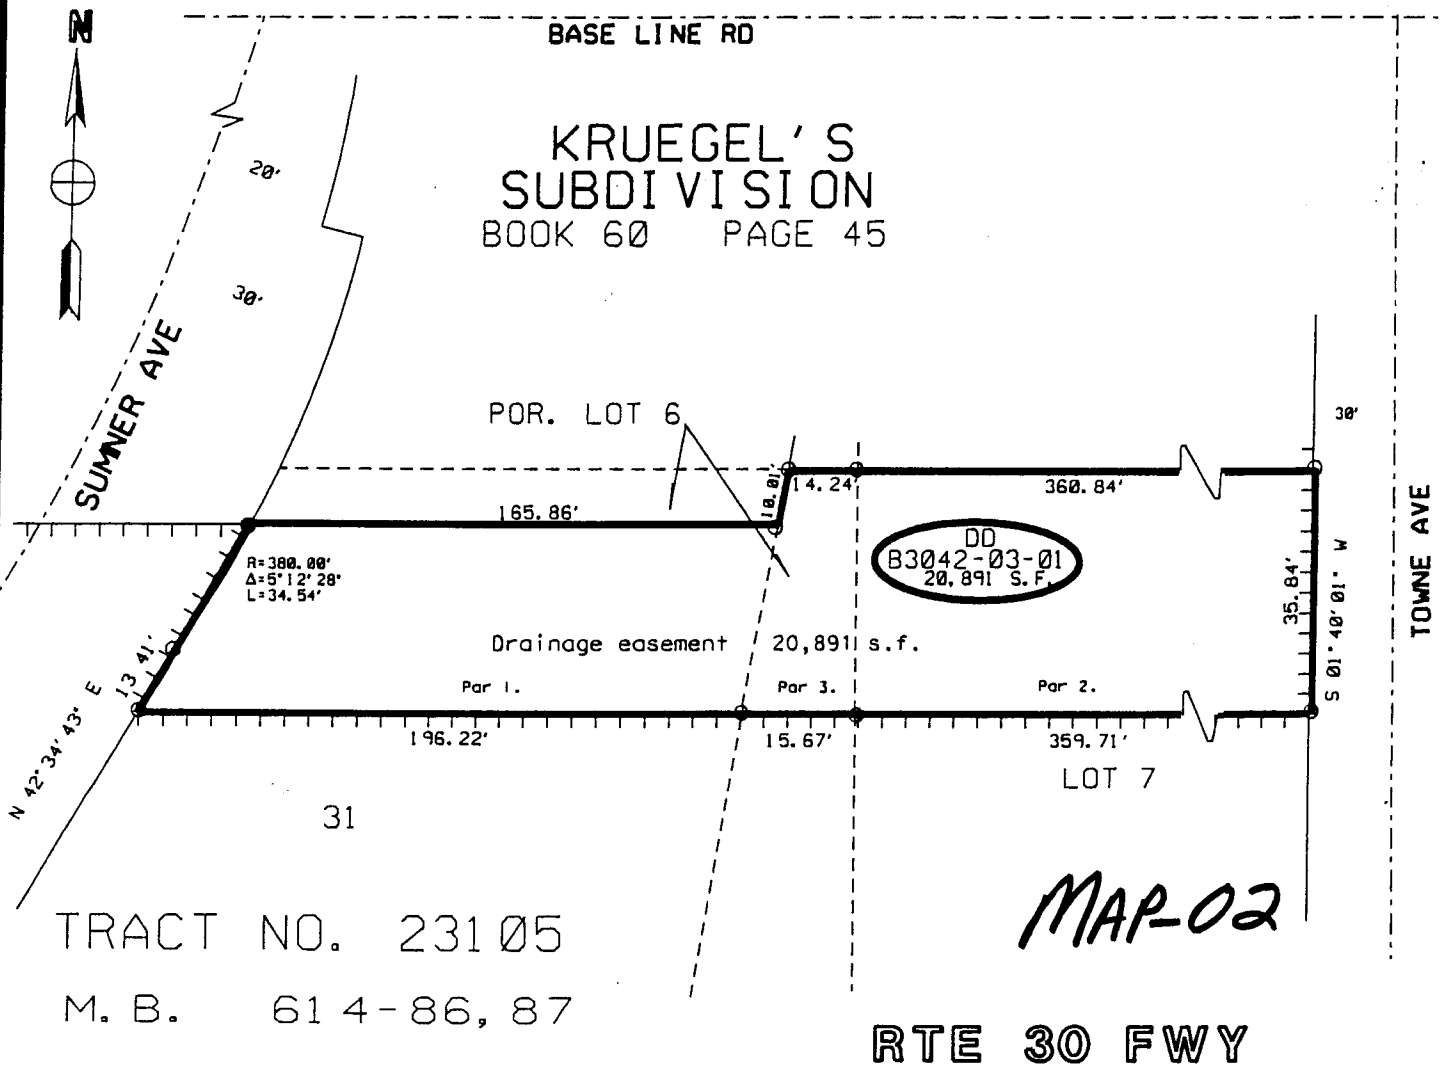 N
BASE LINE RD
KRUEGEL'S
SUBDIVISION
BOOK 60 PAGE 45
20'
30'
SUMNER AVE
POR. LOT 6
30'
10.01'
14.24'
360.84'
165.86'
DD
B3042-03-01
20,891 S.F.
R=380.00'
Δ=5°12'28"
L=34.54'
35.84'
S 01°40'01" W
TOWNE AVE
Drainage easement 20,891 s.f.
13.41'
N 42°34'43" E
Par 1.
Par 3.
Par 2.
196.22'
15.67'
359.71'
LOT 7
31
MAP-02
TRACT NO. 23105
M.B. 614-86,87
RTE 30 FWY